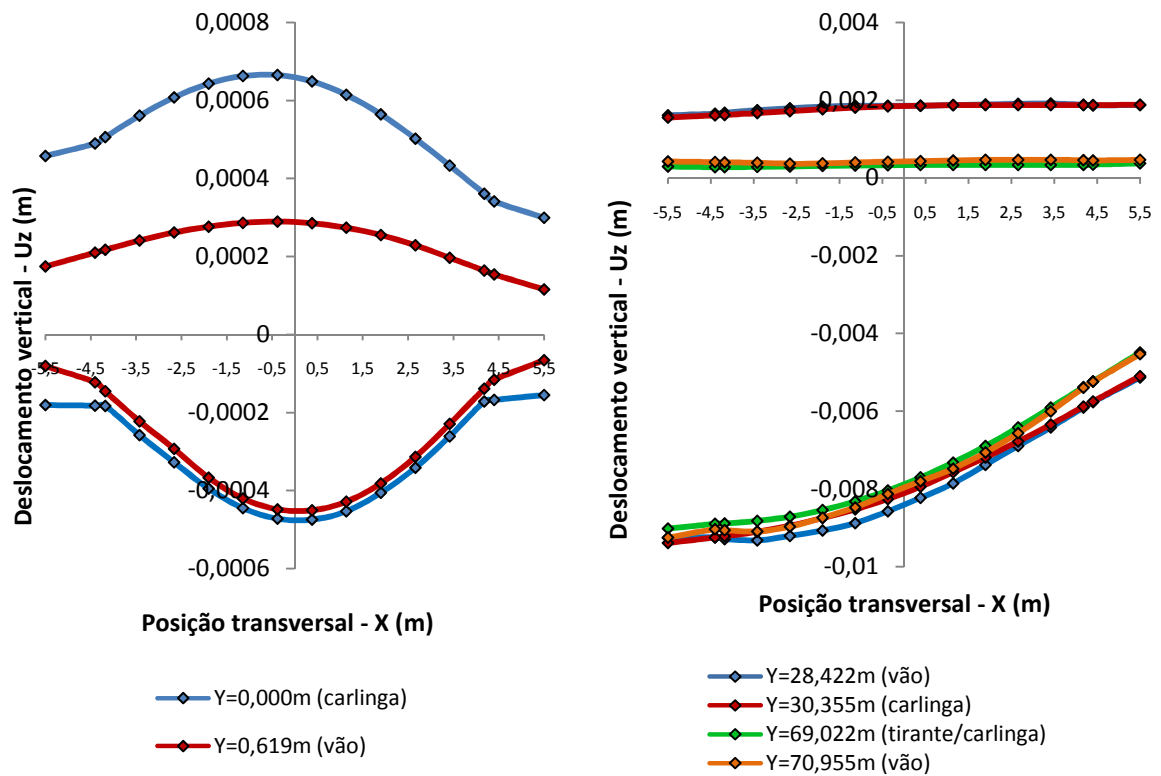 0,0008
0,0006
0,0004
0,0002
0
-0,0002
-0,0004
-0,0006
-5,5 -4,5 -3,5 -2,5 -1,5 -0,5 0,5 1,5 2,5 3,5 4,5 5,5
Deslocamento vertical - Uz (m)
Posição transversal - X (m)
Y=0,000m (carlinga)
Y=0,619m (vão)
0,004
0,002
0
-0,002
-0,004
-0,006
-0,008
-0,01
-5,5 -4,5 -3,5 -2,5 -1,5 -0,5 0,5 1,5 2,5 3,5 4,5 5,5
Deslocamento vertical - Uz (m)
Posição transversal - X (m)
Y=28,422m (vão)
Y=30,355m (carlinga)
Y=69,022m (tirante/carlinga)
Y=70,955m (vão)